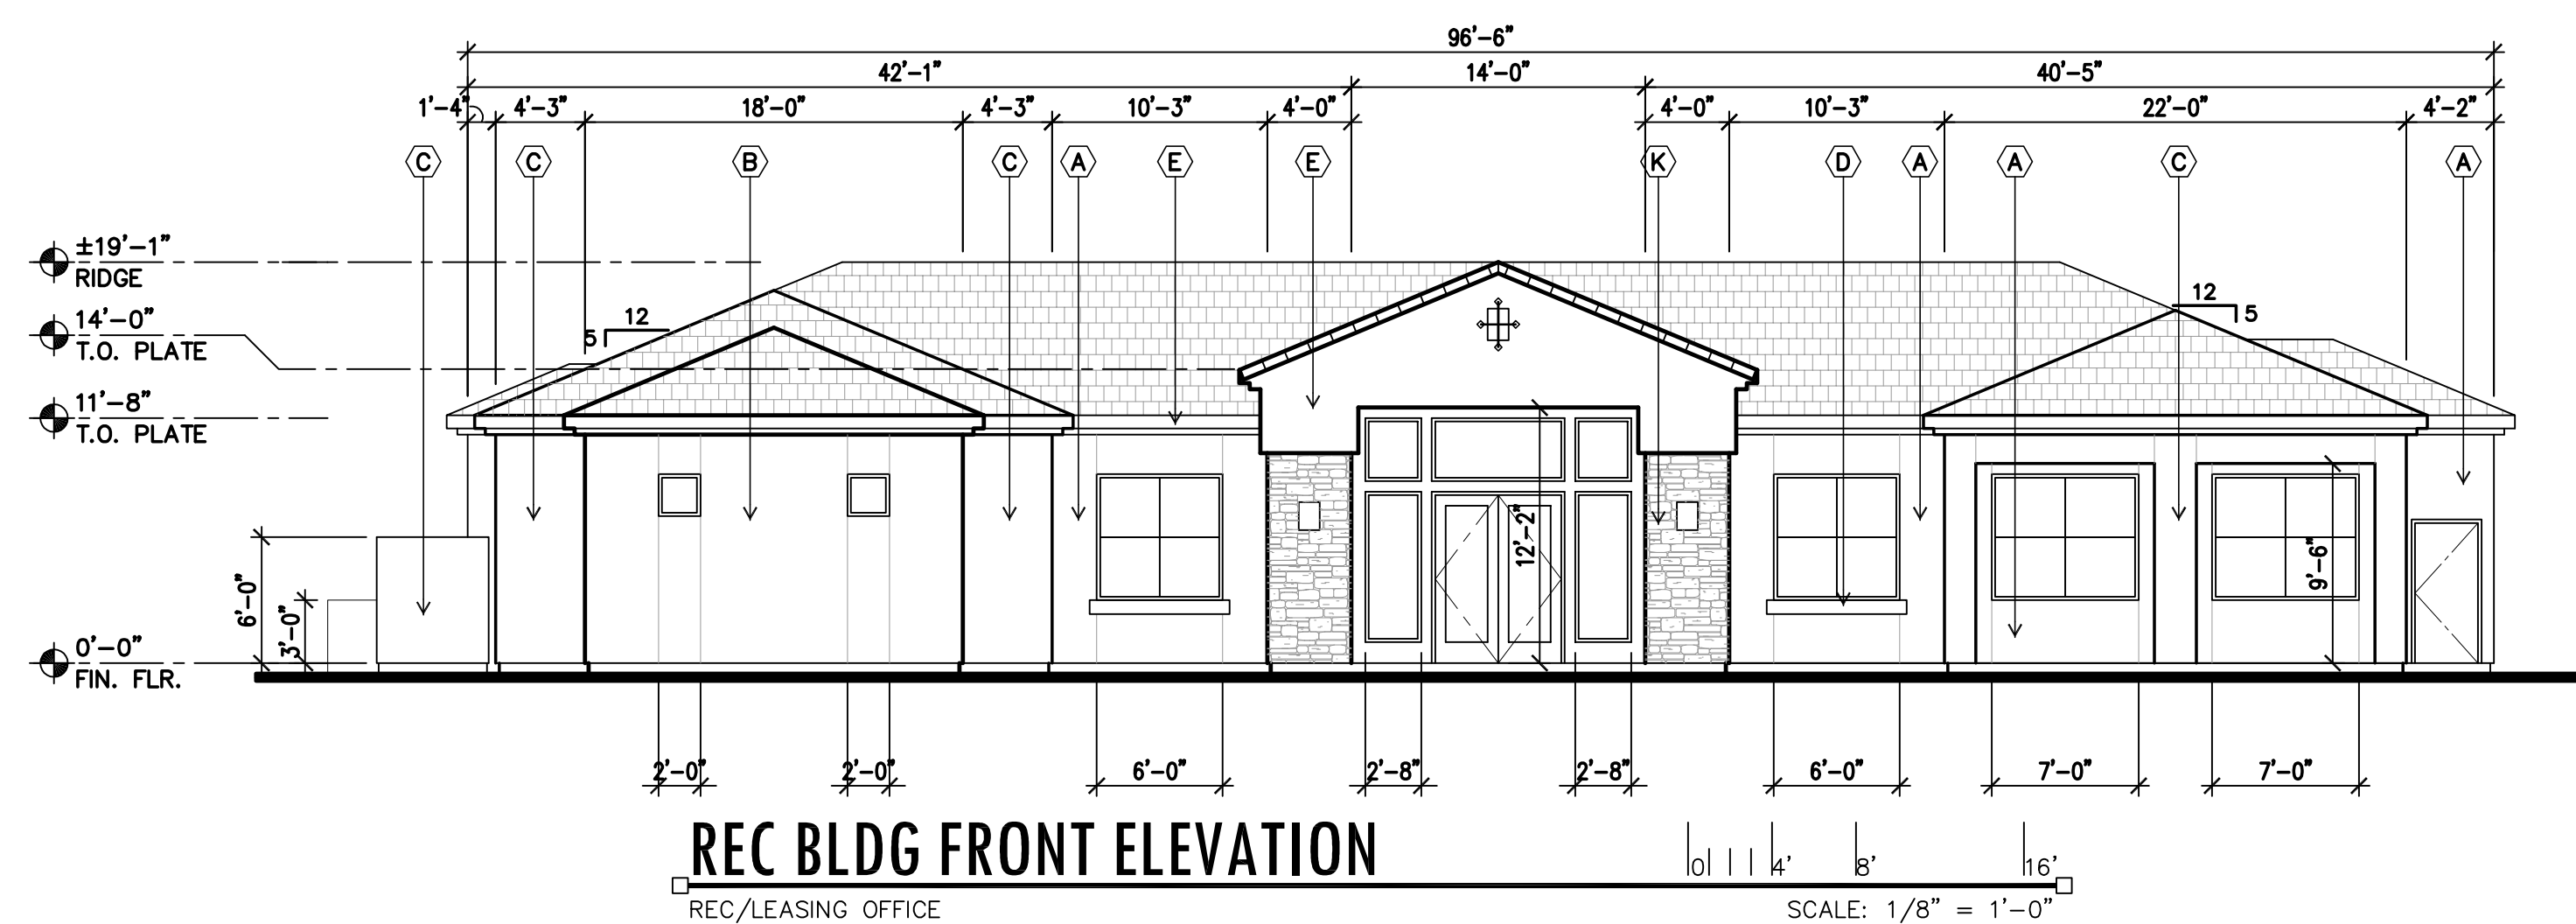 96'-6"
42'-1" 14'-0" 40'-5"
1'-4" 4'-3" 18'-0" 4'-3" 10'-3" 4'-0" 4'-0" 10'-3" 22'-0" 4'-2"
C C B C A E E K D A A C A
±19'-1"
RIDGE
14'-0"
T.O. PLATE
11'-8"
T.O. PLATE
0'-0"
FIN. FLR.
12
5
12
5
6'-0"
3'-0"
12'-2"
9'-6"
2'-0" 2'-0" 6'-0" 2'-8" 2'-8" 6'-0" 7'-0" 7'-0"
REC BLDG FRONT ELEVATION
0 4' 8' 16'
REC/LEASING OFFICE
SCALE: 1/8" = 1'-0"